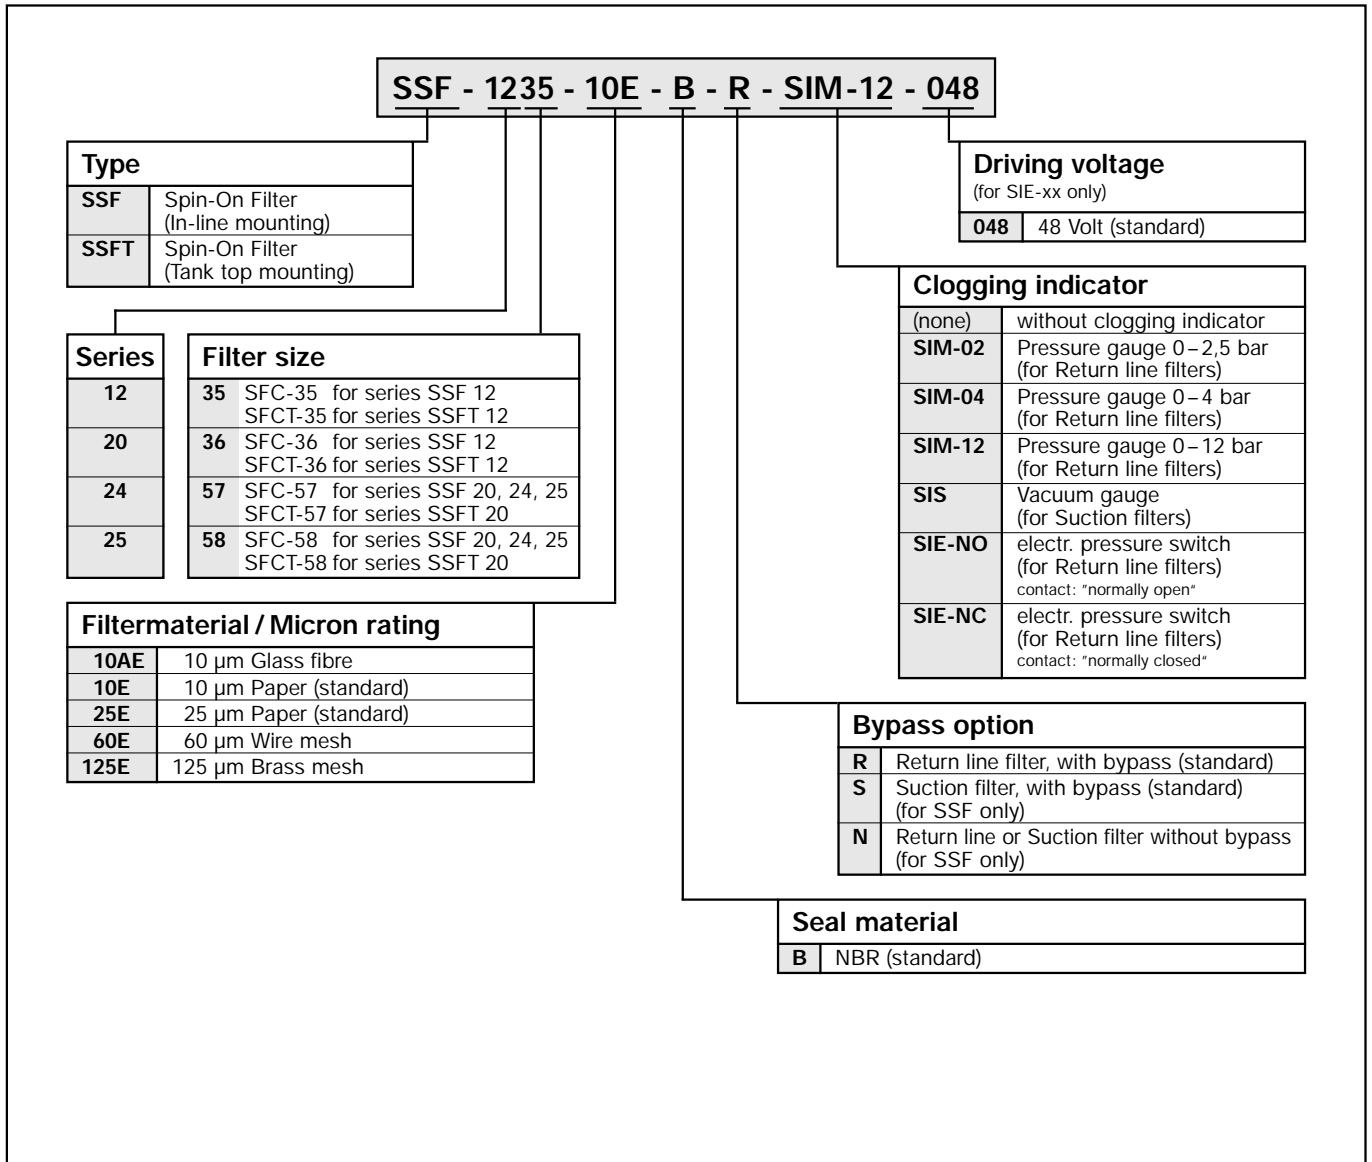 SSF - 1235 - 10E - B - R - SIM-12 - 048
Type
SSF Spin-On Filter
(In-line mounting)
SSFT Spin-On Filter
(Tank top mounting)
Driving voltage
(for SIE-xx only)
048 48 Volt (standard)
Clogging indicator
(none) without clogging indicator
SIM-02 Pressure gauge 0–2,5 bar
(for Return line filters)
SIM-04 Pressure gauge 0–4 bar
(for Return line filters)
SIM-12 Pressure gauge 0–12 bar
(for Return line filters)
SIS Vacuum gauge
(for Suction filters)
SIE-NO electr. pressure switch
(for Return line filters)
contact: "normally open"
SIE-NC electr. pressure switch
(for Return line filters)
contact: "normally closed"
Series
12
20
24
25
Filter size
35 SFC-35 for series SSF 12
SFCT-35 for series SSFT 12
36 SFC-36 for series SSF 12
SFCT-36 for series SSFT 12
57 SFC-57 for series SSF 20, 24, 25
SFCT-57 for series SSFT 20
58 SFC-58 for series SSF 20, 24, 25
SFCT-58 for series SSFT 20
Filtermaterial / Micron rating
10AE 10 µm Glass fibre
10E 10 µm Paper (standard)
25E 25 µm Paper (standard)
60E 60 µm Wire mesh
125E 125 µm Brass mesh
Bypass option
R Return line filter, with bypass (standard)
S Suction filter, with bypass (standard)
(for SSF only)
N Return line or Suction filter without bypass
(for SSF only)
Seal material
B NBR (standard)